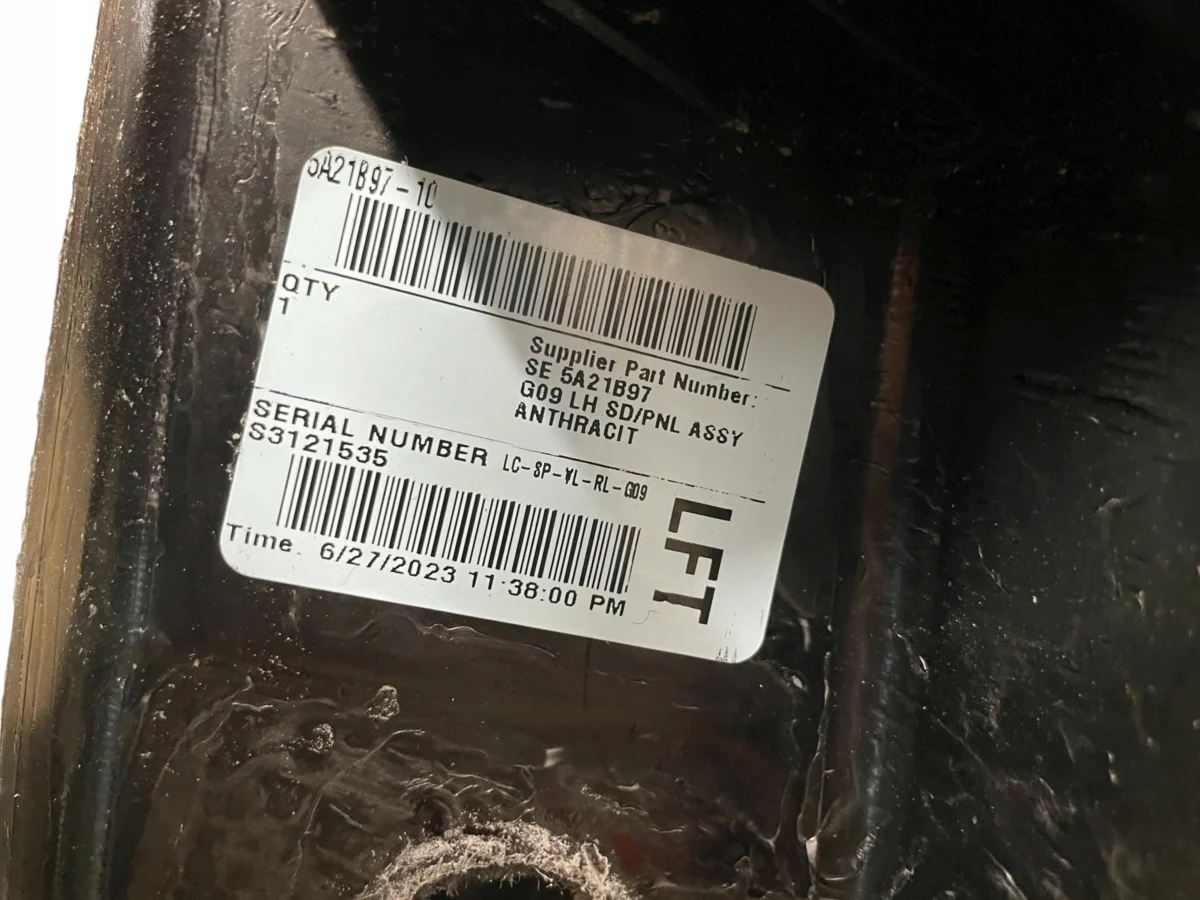 5A21B97-10
QTY
1
Supplier Part Number:
SE 5A21B97
G09 LH SD/PNL ASSY
ANTHRACIT
SERIAL NUMBER LC-SP-VL-RL-G09
S3121535
LFT
Time: 6/27/2023 11:38:00 PM